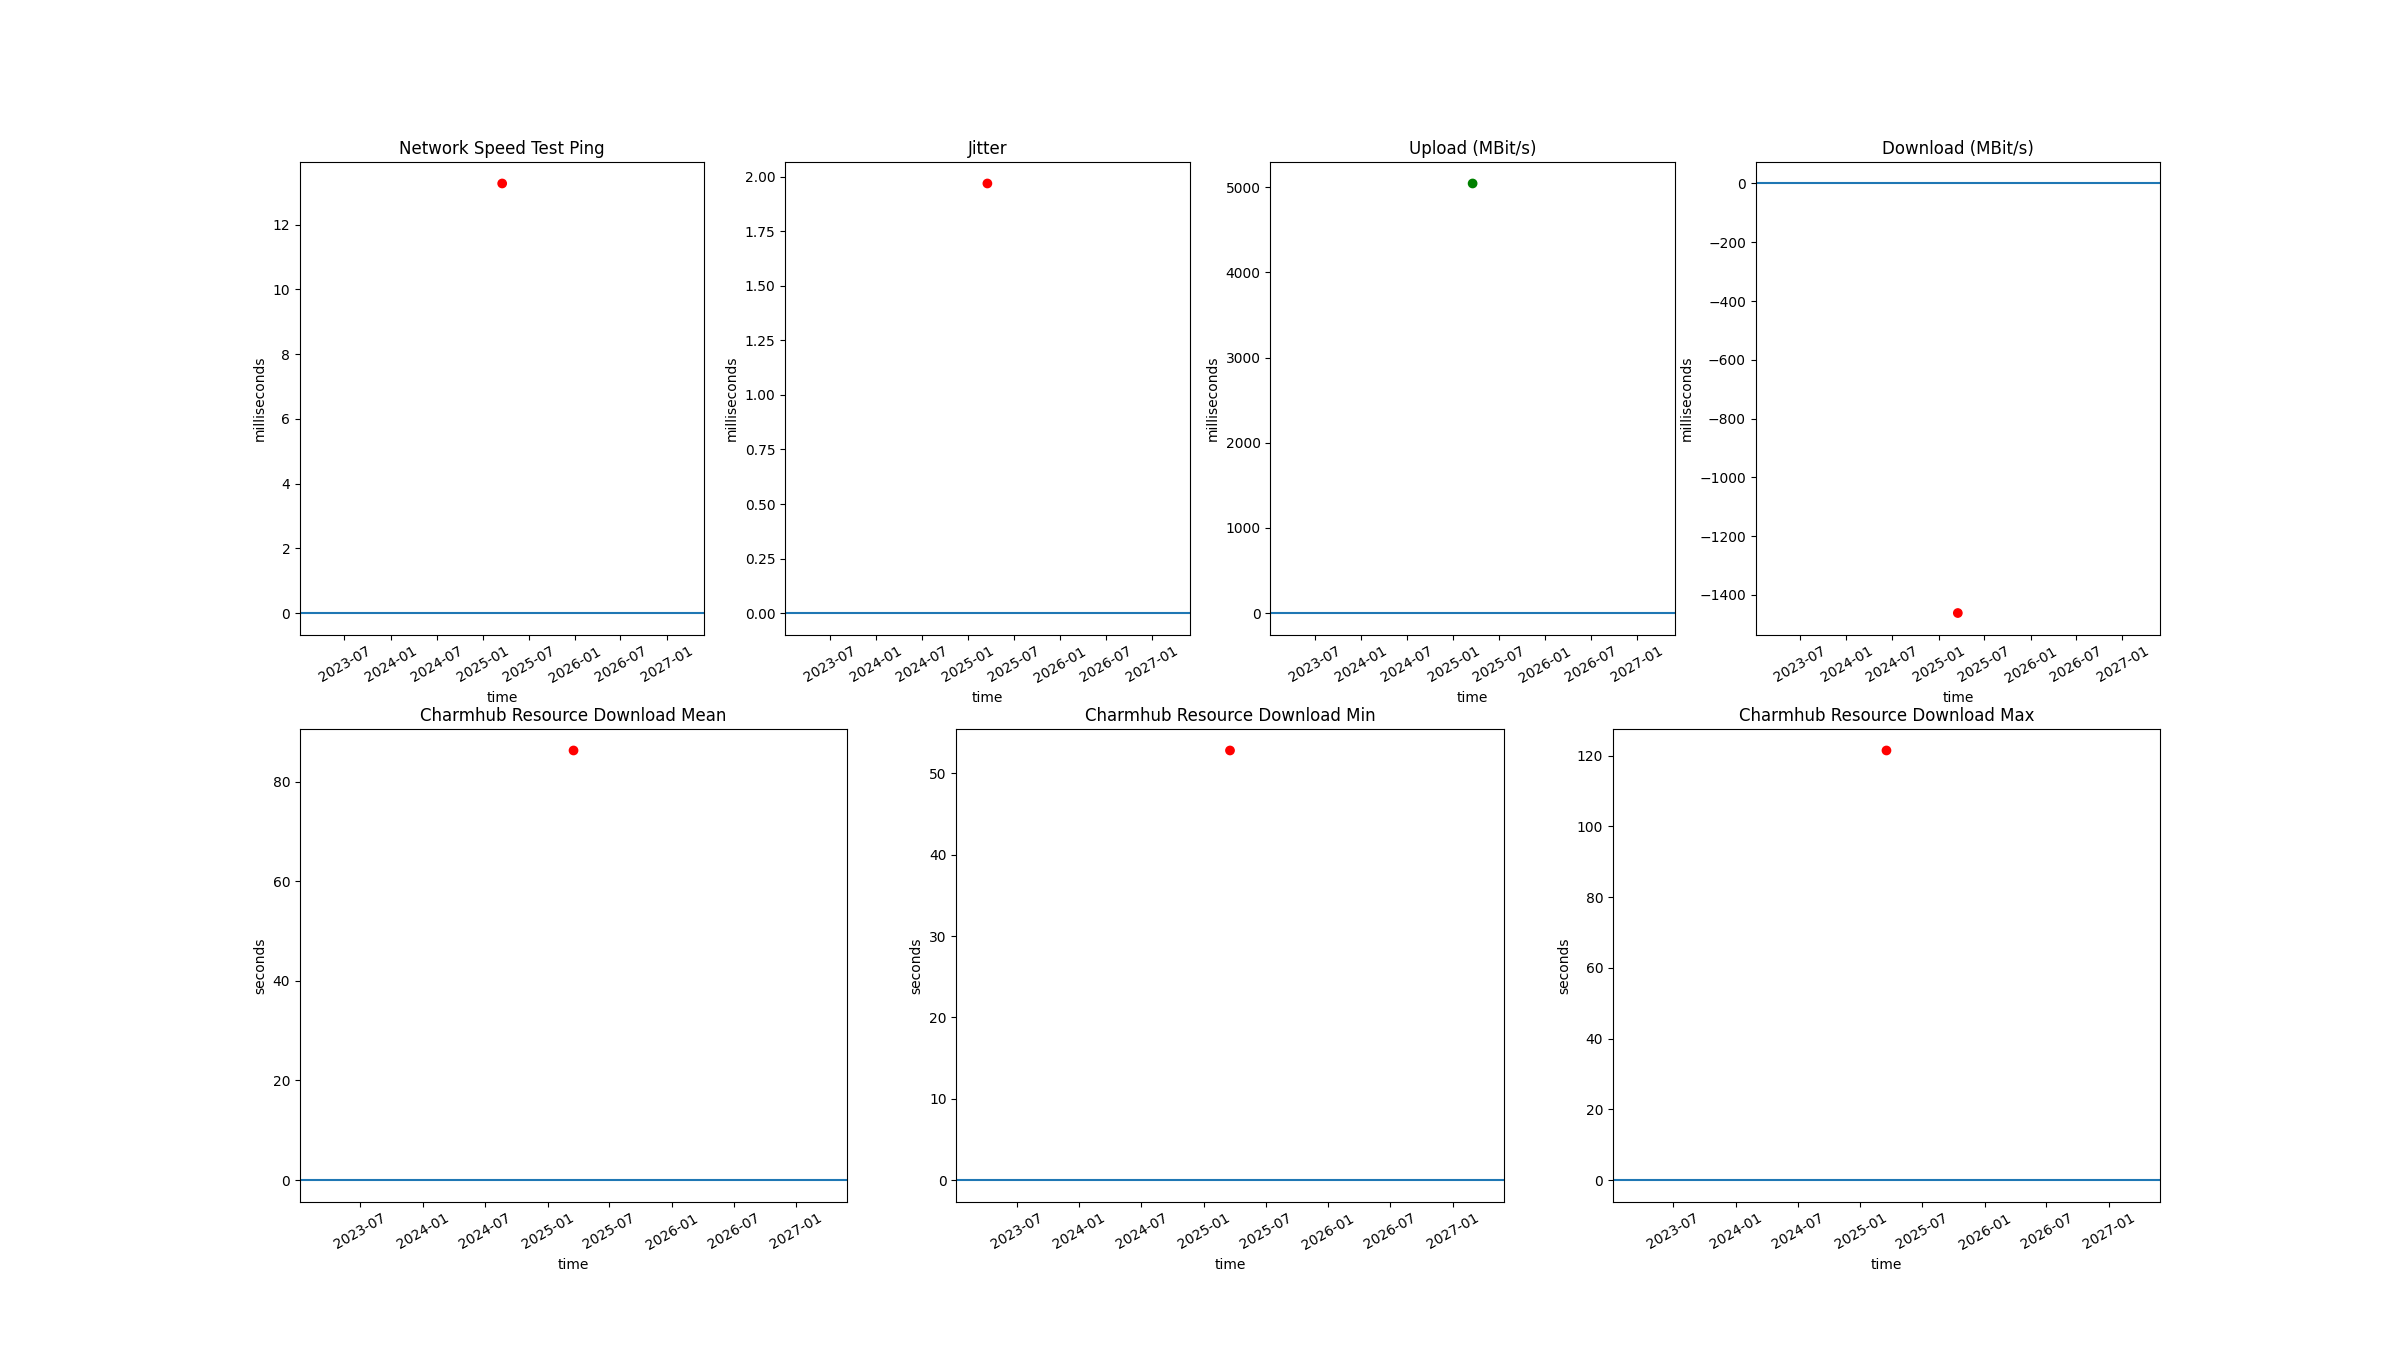 Network Speed Test Ping
milliseconds
12
10
8
6
4
2
0
2023-07 2024-01 2024-07 2025-01 2025-07 2026-01 2026-07 2027-01
time
Jitter
milliseconds
2.00
1.75
1.50
1.25
1.00
0.75
0.50
0.25
0.00
2023-07 2024-01 2024-07 2025-01 2025-07 2026-01 2026-07 2027-01
time
Upload (MBit/s)
milliseconds
5000
4000
3000
2000
1000
0
2023-07 2024-01 2024-07 2025-01 2025-07 2026-01 2026-07 2027-01
time
Download (MBit/s)
milliseconds
0
−200
−400
−600
−800
−1000
−1200
−1400
2023-07 2024-01 2024-07 2025-01 2025-07 2026-01 2026-07 2027-01
time
Charmhub Resource Download Mean
seconds
80
60
40
20
0
2023-07 2024-01 2024-07 2025-01 2025-07 2026-01 2026-07 2027-01
time
Charmhub Resource Download Min
seconds
50
40
30
20
10
0
2023-07 2024-01 2024-07 2025-01 2025-07 2026-01 2026-07 2027-01
time
Charmhub Resource Download Max
seconds
120
100
80
60
40
20
0
2023-07 2024-01 2024-07 2025-01 2025-07 2026-01 2026-07 2027-01
time